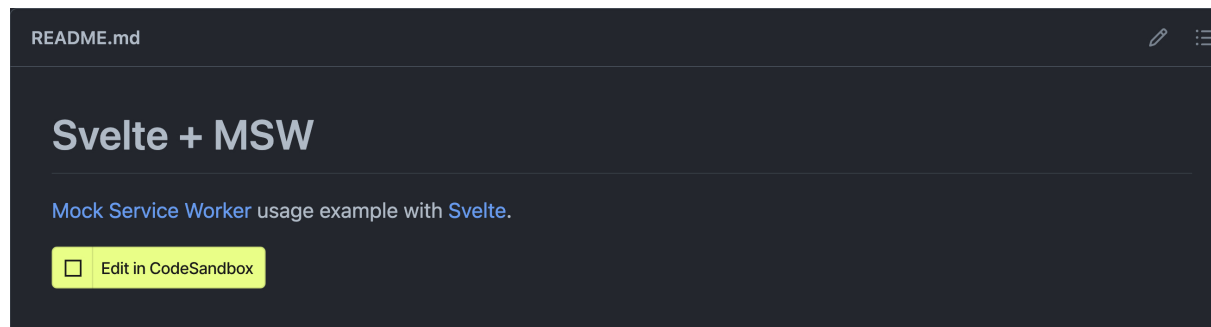 README.md
Svelte + MSW
Mock Service Worker usage example with Svelte.
Edit in CodeSandbox